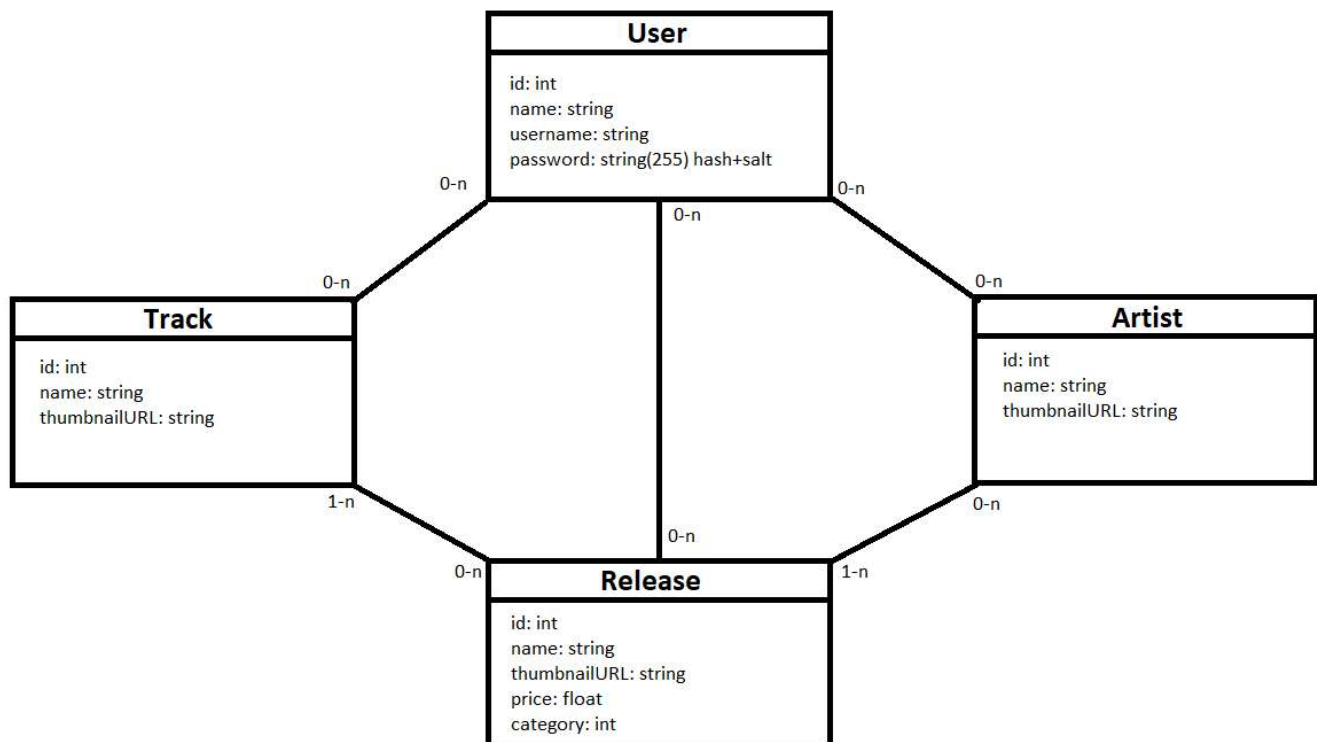 User
id: int
name: string
username: string
password: string(255) hash+salt
0-n
0-n
0-n
0-n
0-n
Track
id: int
name: string
thumbnailURL: string
Artist
id: int
name: string
thumbnailURL: string
1-n
0-n
0-n
0-n
1-n
Release
id: int
name: string
thumbnailURL: string
price: float
category: int